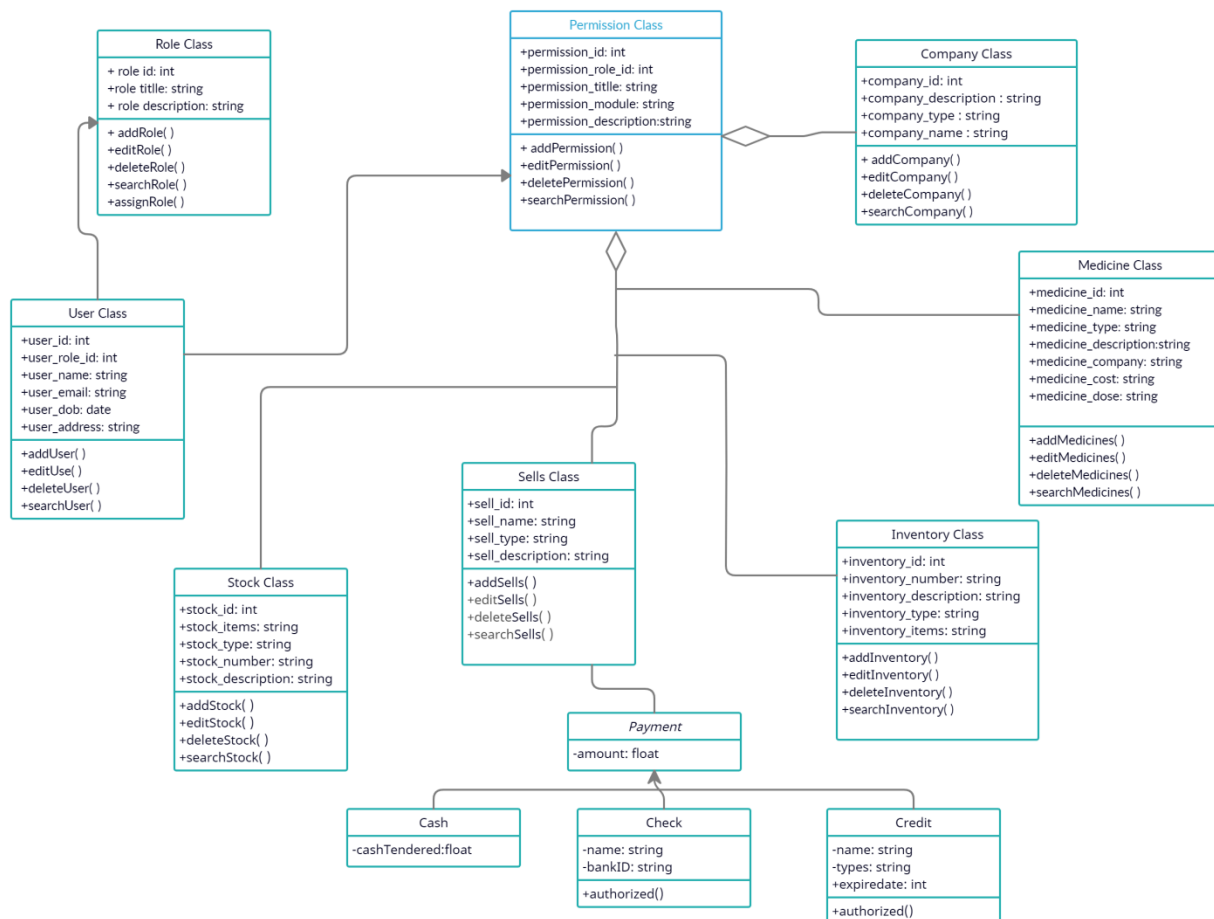 Permission Class
+permission_id: int
+permission_role_id: int
+permission_titlle: string
+permission_module: string
+permission_description:string
+ addPermission()
+editPermission()
+deletePermission()
+searchPermission( )
Role Class
+ role id: int
+role titlle: string
+ role description: string
+ addRole( )
+editRole( )
+deleteRole( )
+searchRole( )
+assignRole( )
Company Class
+company_id: int
+company_description : string
+company_type : string
+company_name : string
+ addCompany( )
+editCompany( )
+deleteCompany( )
+searchCompany( )
Medicine Class
+medicine_id: int
+medicine_name: string
+medicine_type: string
+medicine_description:string
+medicine_company: string
+medicine_cost: string
+medicine_dose: string
+addMedicines( )
+editMedicines( )
+deleteMedicines( )
+searchMedicines( )
User Class
+user_id: int
+user_role_id: int
+user_name: string
+user_email: string
+user_dob: date
+user_address: string
+addUser( )
+editUse( )
+deleteUser( )
+searchUser( )
Sells Class
+sell_id: int
+sell_name: string
+sell_type: string
+sell_description: string
+addSells( )
+editSells( )
+deleteSells( )
+searchSells( )
Inventory Class
+inventory_id: int
+inventory_number: string
+inventory_description: string
+inventory_type: string
+inventory_items: string
+addInventory( )
+editInventory( )
+deleteInventory( )
+searchInventory( )
Stock Class
+stock_id: int
+stock_items: string
+stock_type: string
+stock_number: string
+stock_description: string
+addStock( )
+editStock( )
+deleteStock( )
+searchStock( )
Payment
-amount: float
Cash
-cashTendered:float
Check
-name: string
-bankID: string
+authorized()
Credit
-name: string
-types: string
+expiredate: int
+authorized()